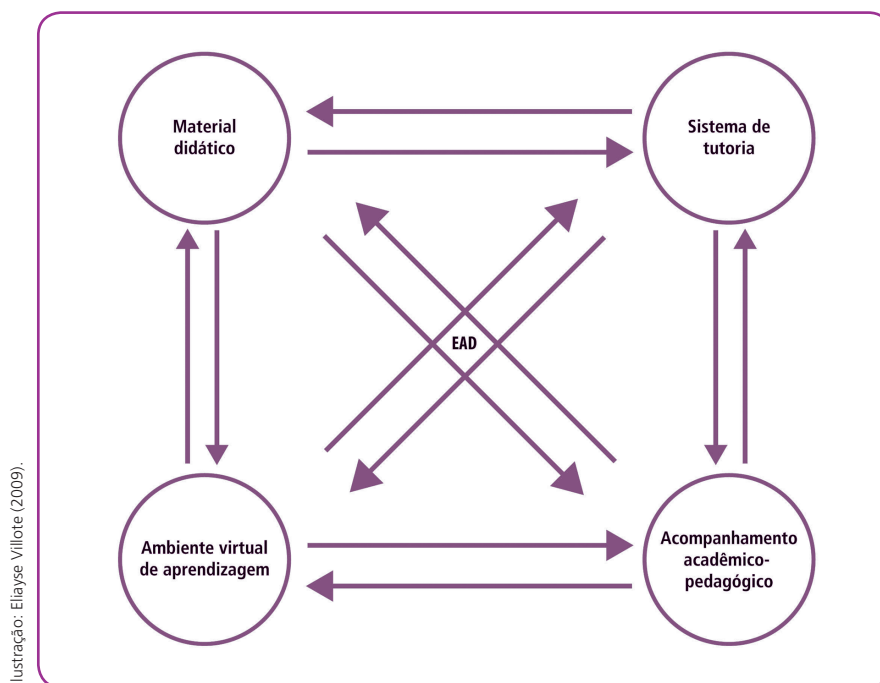 Material
didático
Sistema de
tutoria
EAD
Ambiente virtual
de aprendizagem
Acompanhamento
acadêmico-
pedagógico
lustração: Eliayse Villote (2009).